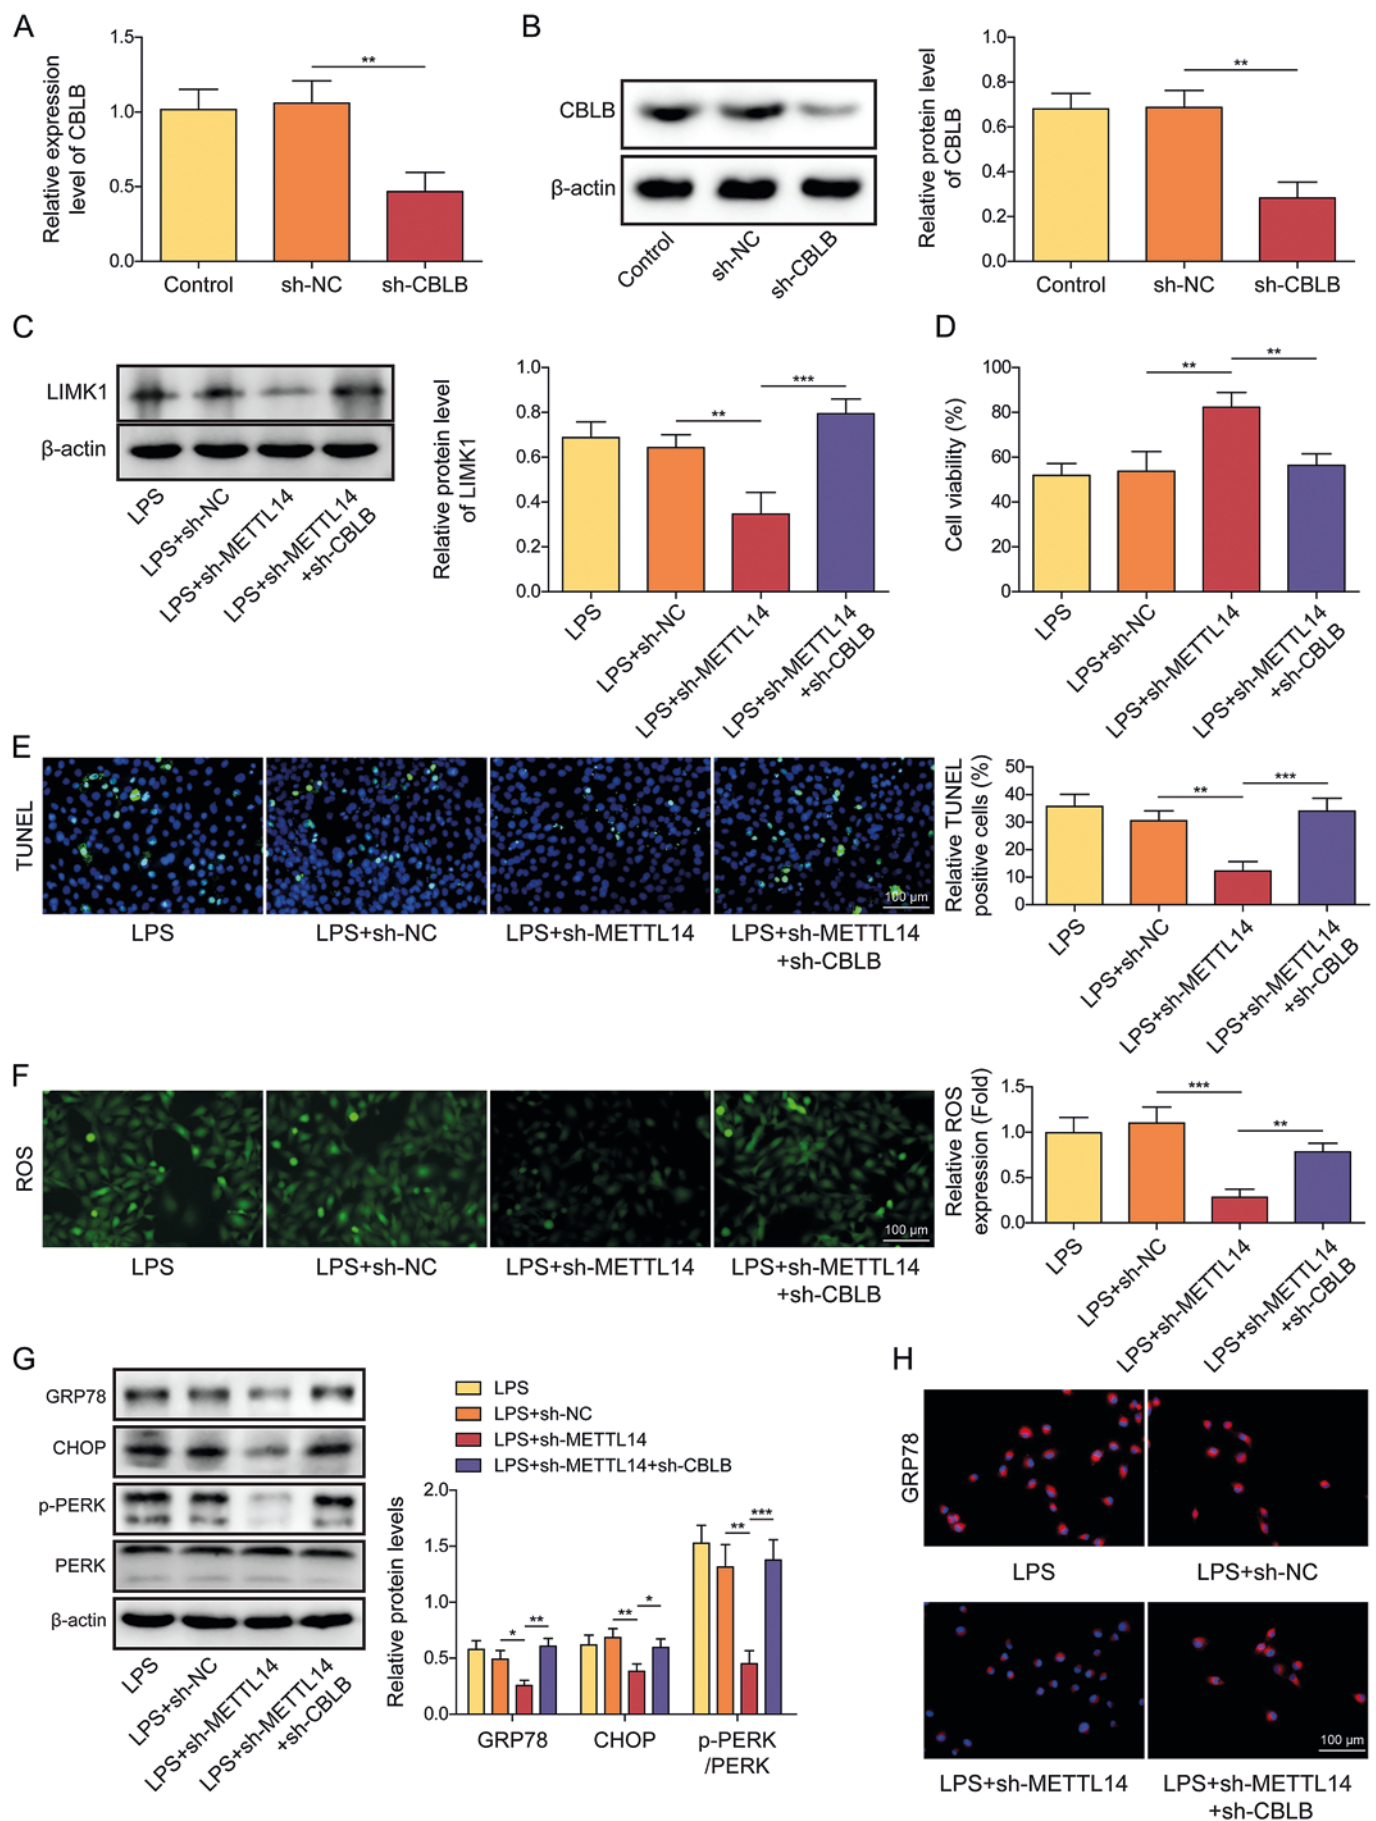 A
Relative expression
level of CBLB
1.5
1.0
0.5
0.0
**
Control
sh-NC
sh-CBLB
B
CBLB
β-actin
Control
sh-NC
sh-CBLB
Relative protein level
of CBLB
1.0
0.8
0.6
0.4
0.2
0.0
**
Control
sh-NC
sh-CBLB
C
LIMK1
β-actin
LPS
LPS+sh-NC
LPS+sh-METTL14
LPS+sh-METTL14
+sh-CBLB
Relative protein level
of LIMK1
1.0
0.8
0.6
0.4
0.2
0.0
**
***
LPS
LPS+sh-NC
LPS+sh-METTL14
LPS+sh-METTL14
+sh-CBLB
D
Cell viability (%)
100
80
60
40
20
0
**
**
LPS
LPS+sh-NC
LPS+sh-METTL14
LPS+sh-METTL14
+sh-CBLB
E
TUNEL
100 µm
LPS
LPS+sh-NC
LPS+sh-METTL14
LPS+sh-METTL14
+sh-CBLB
Relative TUNEL
positive cells (%)
50
40
30
20
10
0
**
***
LPS
LPS+sh-NC
LPS+sh-METTL14
LPS+sh-METTL14
+sh-CBLB
F
ROS
100 µm
LPS
LPS+sh-NC
LPS+sh-METTL14
LPS+sh-METTL14
+sh-CBLB
Relative ROS
expression (Fold)
1.5
1.0
0.5
0.0
***
**
LPS
LPS+sh-NC
LPS+sh-METTL14
LPS+sh-METTL14
+sh-CBLB
G
GRP78
CHOP
p-PERK
PERK
β-actin
LPS
LPS+sh-NC
LPS+sh-METTL14
LPS+sh-METTL14
+sh-CBLB
LPS
LPS+sh-NC
LPS+sh-METTL14
LPS+sh-METTL14+sh-CBLB
Relative protein levels
2.0
1.5
1.0
0.5
0.0
*
**
**
*
**
***
GRP78
CHOP
p-PERK
/PERK
H
GRP78
LPS
LPS+sh-NC
100 µm
LPS+sh-METTL14
LPS+sh-METTL14
+sh-CBLB